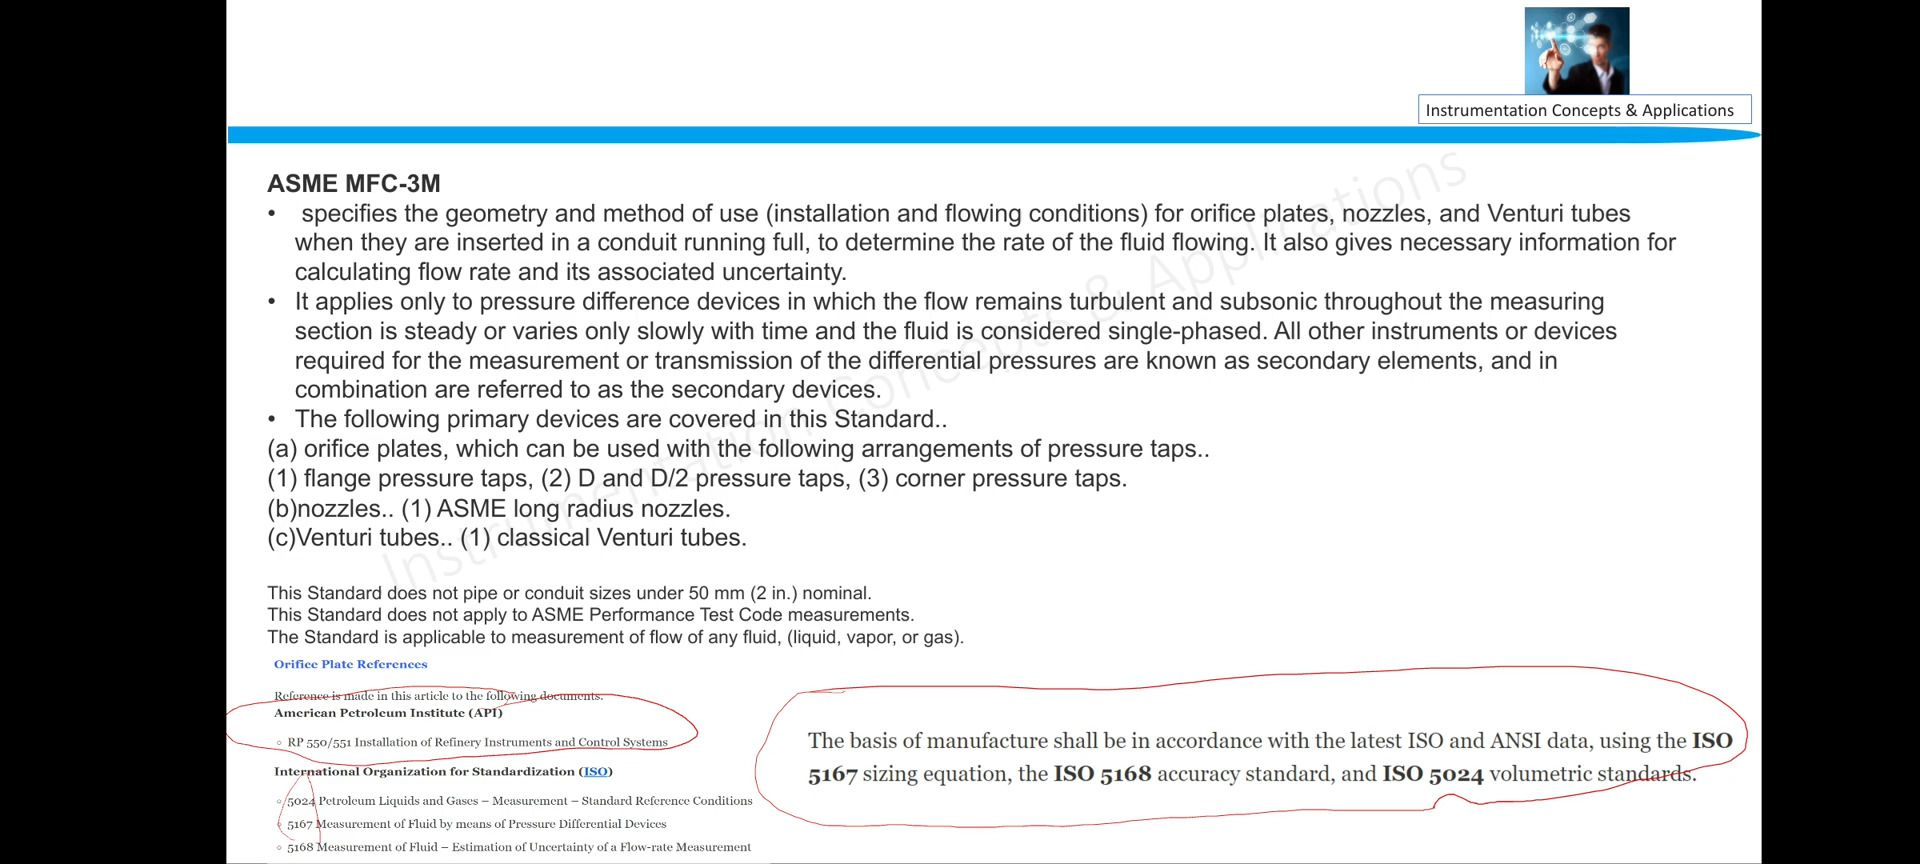 Instrumentation Concepts & Applications
ASME MFC-3M
• specifies the geometry and method of use (installation and flowing conditions) for orifice plates, nozzles, and Venturi tubes
when they are inserted in a conduit running full, to determine the rate of the fluid flowing. It also gives necessary information for
calculating flow rate and its associated uncertainty.
• It applies only to pressure difference devices in which the flow remains turbulent and subsonic throughout the measuring
section is steady or varies only slowly with time and the fluid is considered single-phased. All other instruments or devices
required for the measurement or transmission of the differential pressures are known as secondary elements, and in
combination are referred to as the secondary devices.
• The following primary devices are covered in this Standard..
(a) orifice plates, which can be used with the following arrangements of pressure taps..
(1) flange pressure taps, (2) D and D/2 pressure taps, (3) corner pressure taps.
(b)nozzles.. (1) ASME long radius nozzles.
(c)Venturi tubes.. (1) classical Venturi tubes.
Instrumentation Concepts & Applications
This Standard does not pipe or conduit sizes under 50 mm (2 in.) nominal.
This Standard does not apply to ASME Performance Test Code measurements.
The Standard is applicable to measurement of flow of any fluid, (liquid, vapor, or gas).
Orifice Plate References
Reference is made in this article to the following documents.
American Petroleum Institute (API)
◦ RP 550/551 Installation of Refinery Instruments and Control Systems
International Organization for Standardization (ISO)
◦ 5024 Petroleum Liquids and Gases – Measurement – Standard Reference Conditions
◦ 5167 Measurement of Fluid by means of Pressure Differential Devices
◦ 5168 Measurement of Fluid – Estimation of Uncertainty of a Flow-rate Measurement
The basis of manufacture shall be in accordance with the latest ISO and ANSI data, using the ISO
5167 sizing equation, the ISO 5168 accuracy standard, and ISO 5024 volumetric standards.